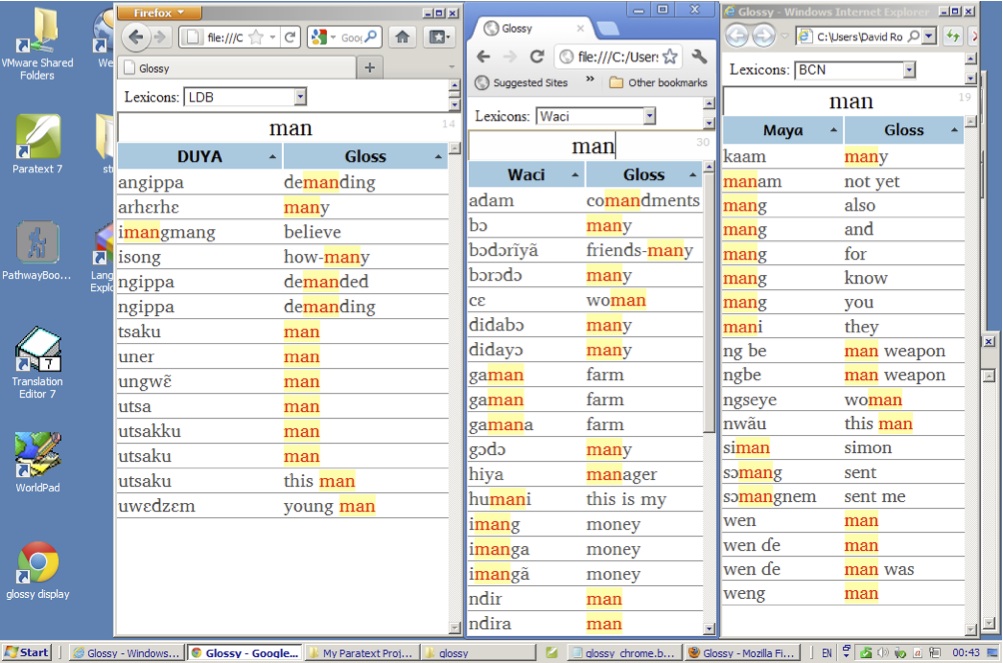 VMware Shared
Folders
We
Paratext 7
str
PathwayBoo...
Lang
Explo
7
Translation
Editor 7
WorldPad
glossy display
Firefox
file:///C
Goo
Glossy
Lexicons: LDB
man 14
DUYA Gloss
angippa demanding
arhɛrhɛ many
imangmang believe
isong how-many
ngippa demanded
ngippa demanding
tsaku man
uner man
ungwɛ̃ man
utsa man
utsakku man
utsaku man
utsaku this man
uwɛdzɛm young man
Glossy
file:///C:/User:
Suggested Sites » Other bookmarks
Lexicons: Waci
man 30
Waci Gloss
adam comandments
bɔ many
bɔdɔrĩyã friends-many
bɔrɔdɔ many
cɛ woman
didabɔ many
didayɔ many
gaman farm
gaman farm
gamana farm
gɔdɔ many
hiya manager
humani this is my
imang money
imanga money
imangã money
ndir man
ndira man
Glossy - Windows Internet Explorer
C:\Users\David Ro
Lexicons: BCN
man 19
Maya Gloss
kaam many
manam not yet
mang also
mang and
mang for
mang know
mang you
mani they
ng be man weapon
ngbe man weapon
ngseye woman
nwãu this man
siman simon
sɔmang sent
sɔmangnem sent me
wen man
wen ɗe man
wen ɗe man was
weng man
Start Glossy - Windows... Glossy - Google... My Paratext Proj... glossy glossy_chrome.b... Glossy - Mozilla Fi... EN 00:43